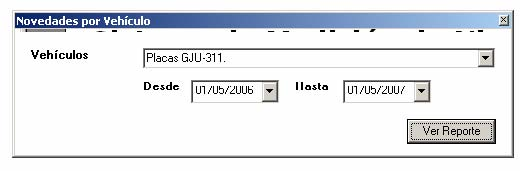 Novedades por Vehículo
Vehículos Placas GJU-311.
Desde 01/05/2006 Hasta 01/05/2007
Ver Reporte